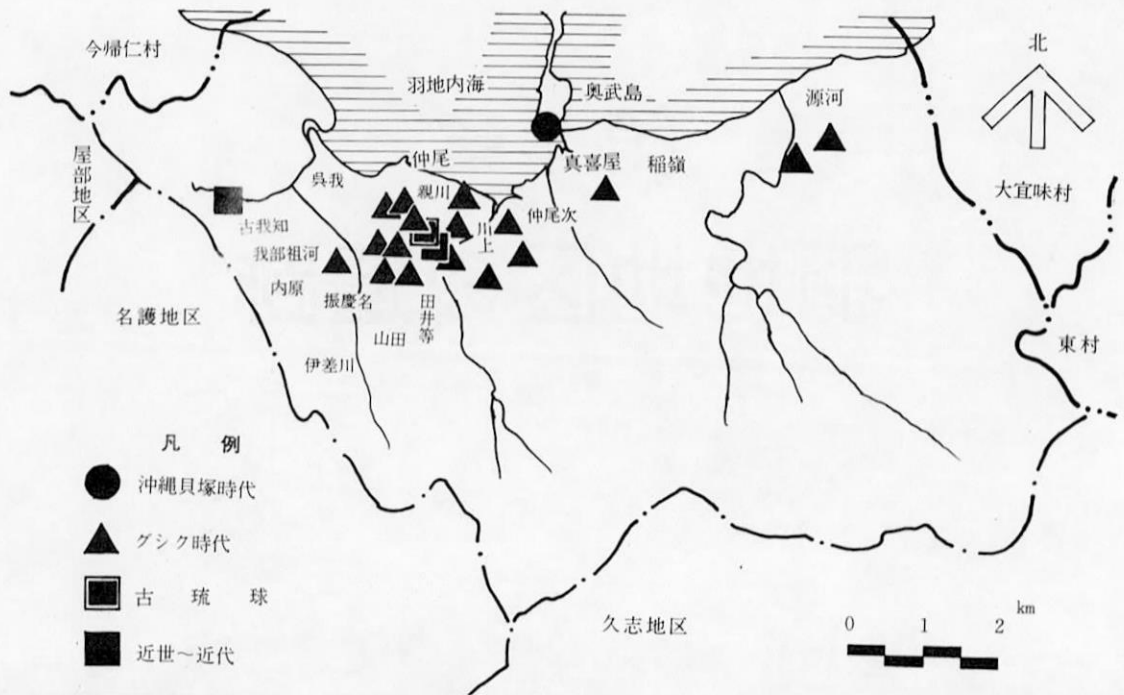 今帰仁村
羽地内海
奥武島
北
源河
屋部地区
呉我
仲尾
真喜屋
稲嶺
親川
大宜味村
古我知
川上
仲尾次
我部祖河
内原
振慶名
田井等
名護地区
山田
伊差川
東村
凡 例
沖縄貝塚時代
グシク時代
古 琉 球
近世～近代
久志地区
km
0 1 2